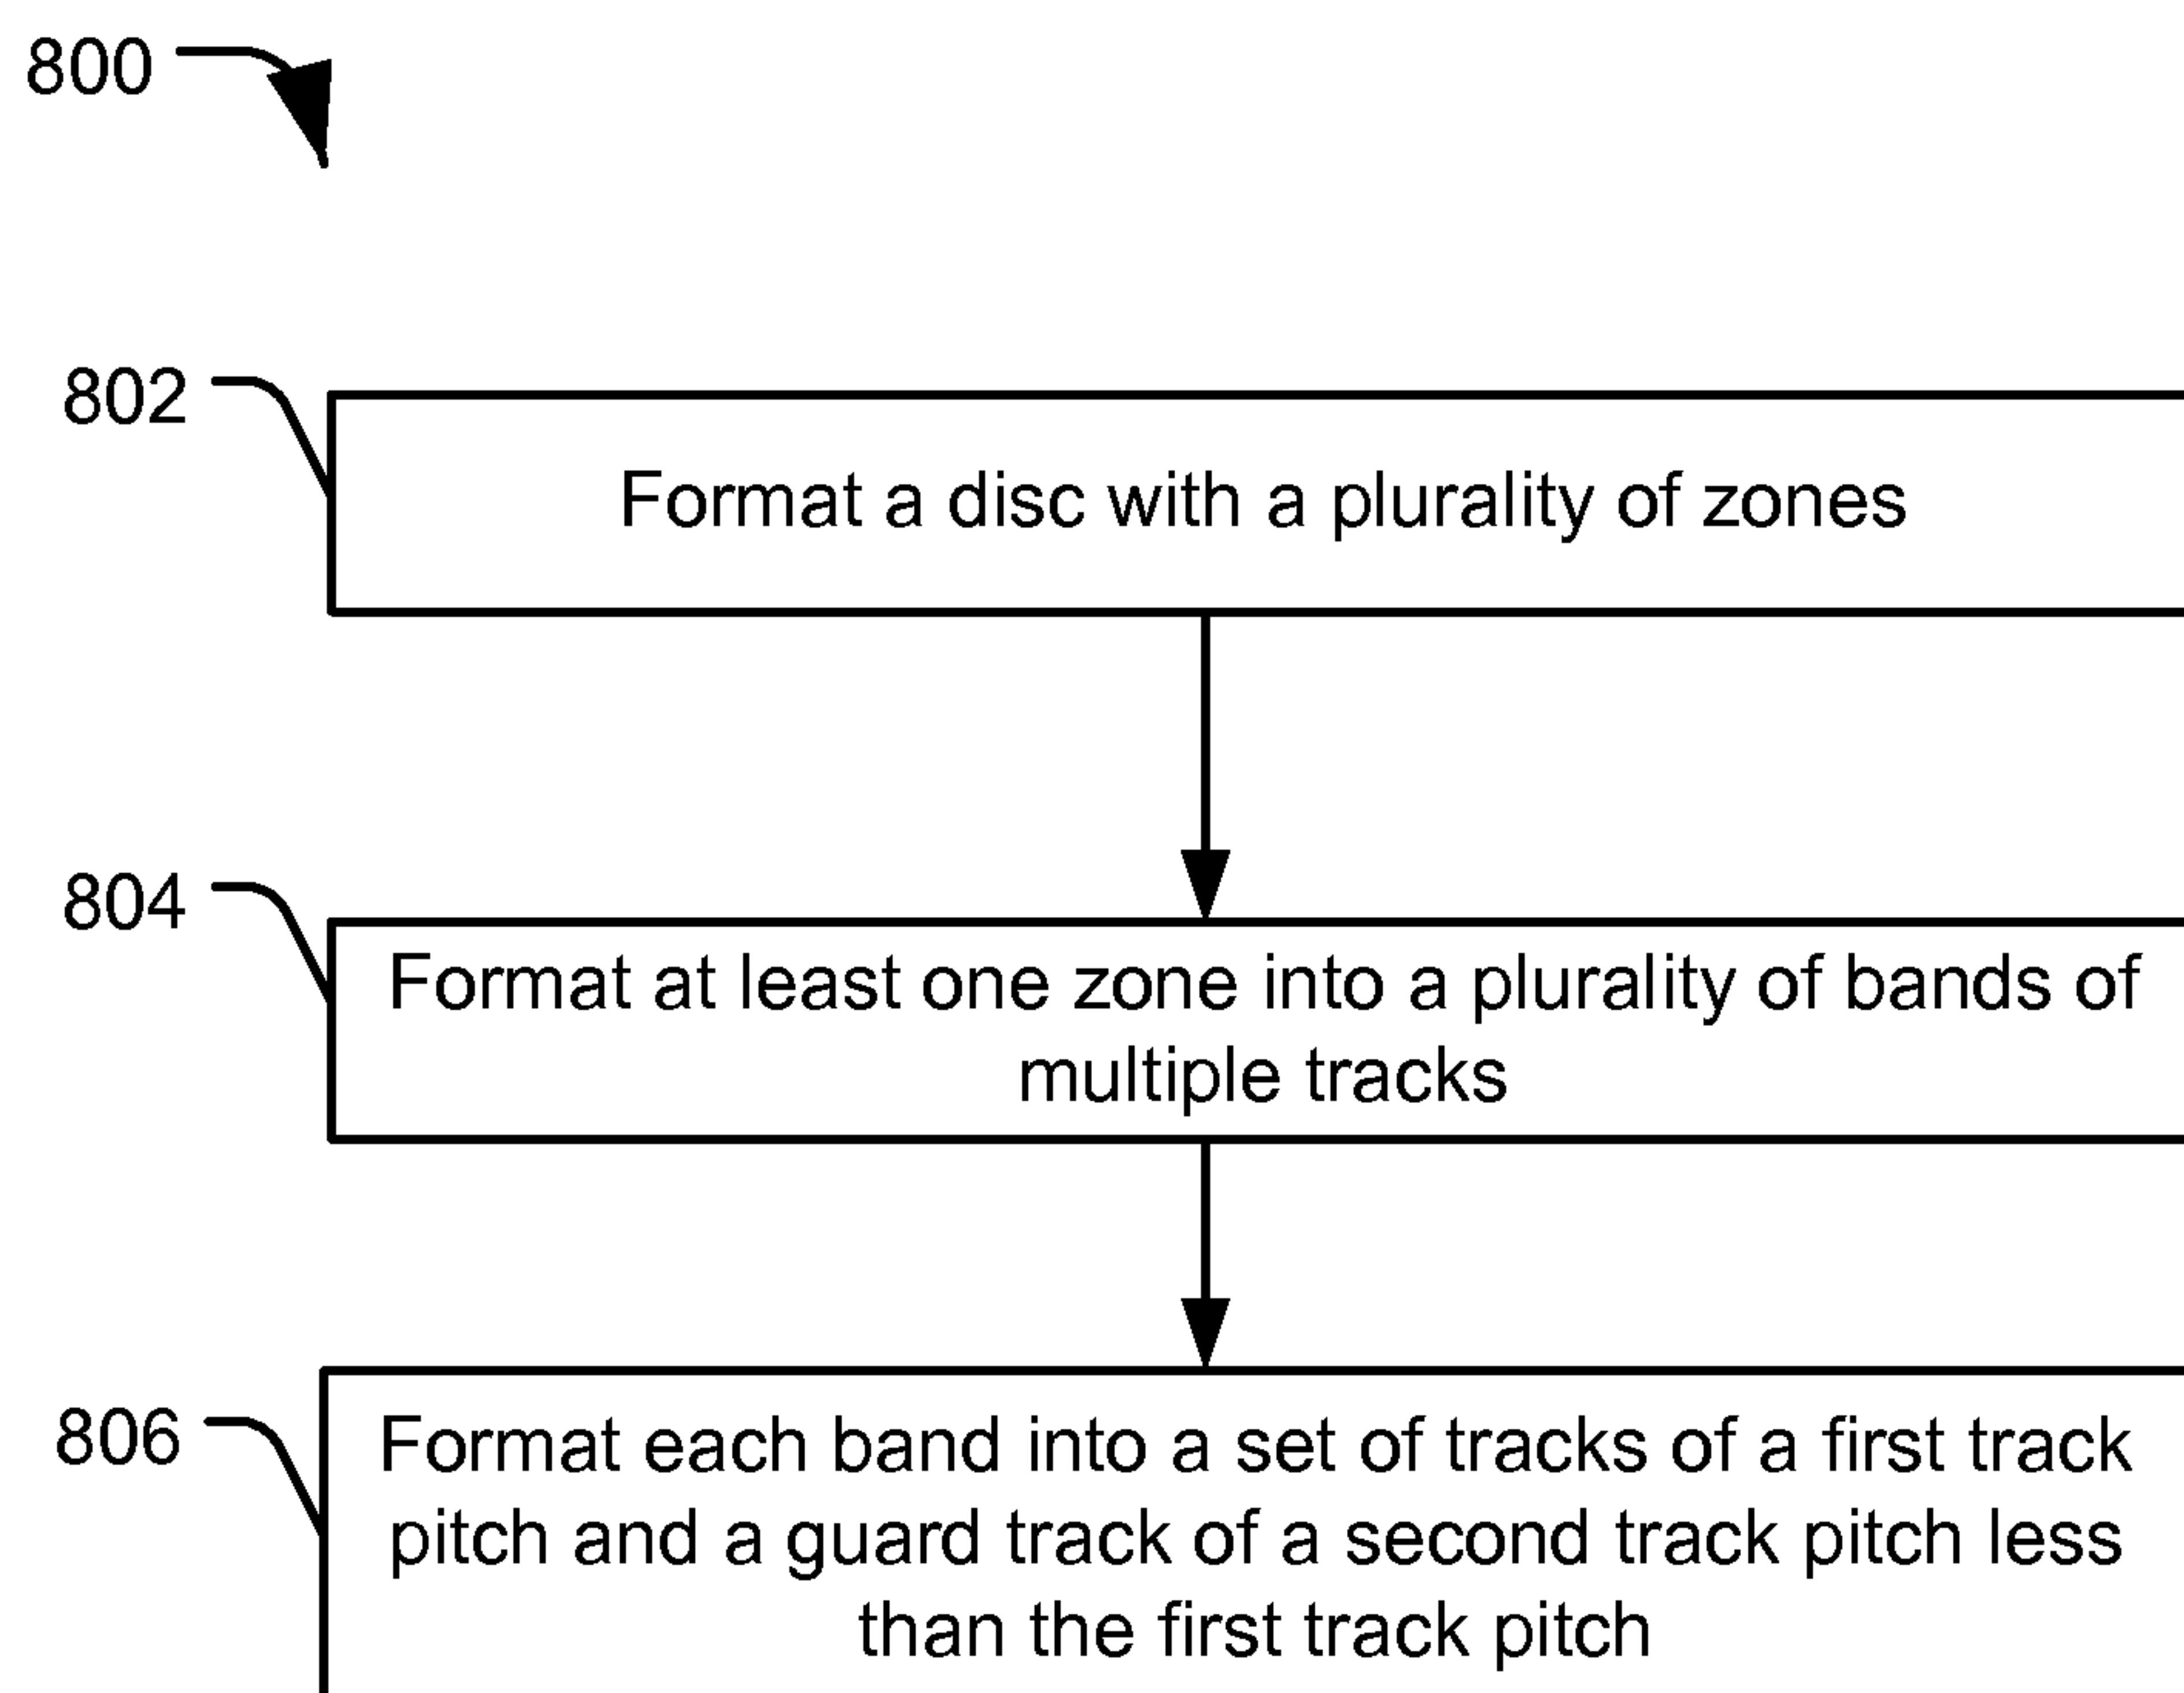 800
802
Format a disc with a plurality of zones
804
Format at least one zone into a plurality of bands of
multiple tracks
806
Format each band into a set of tracks of a first track
pitch and a guard track of a second track pitch less
than the first track pitch